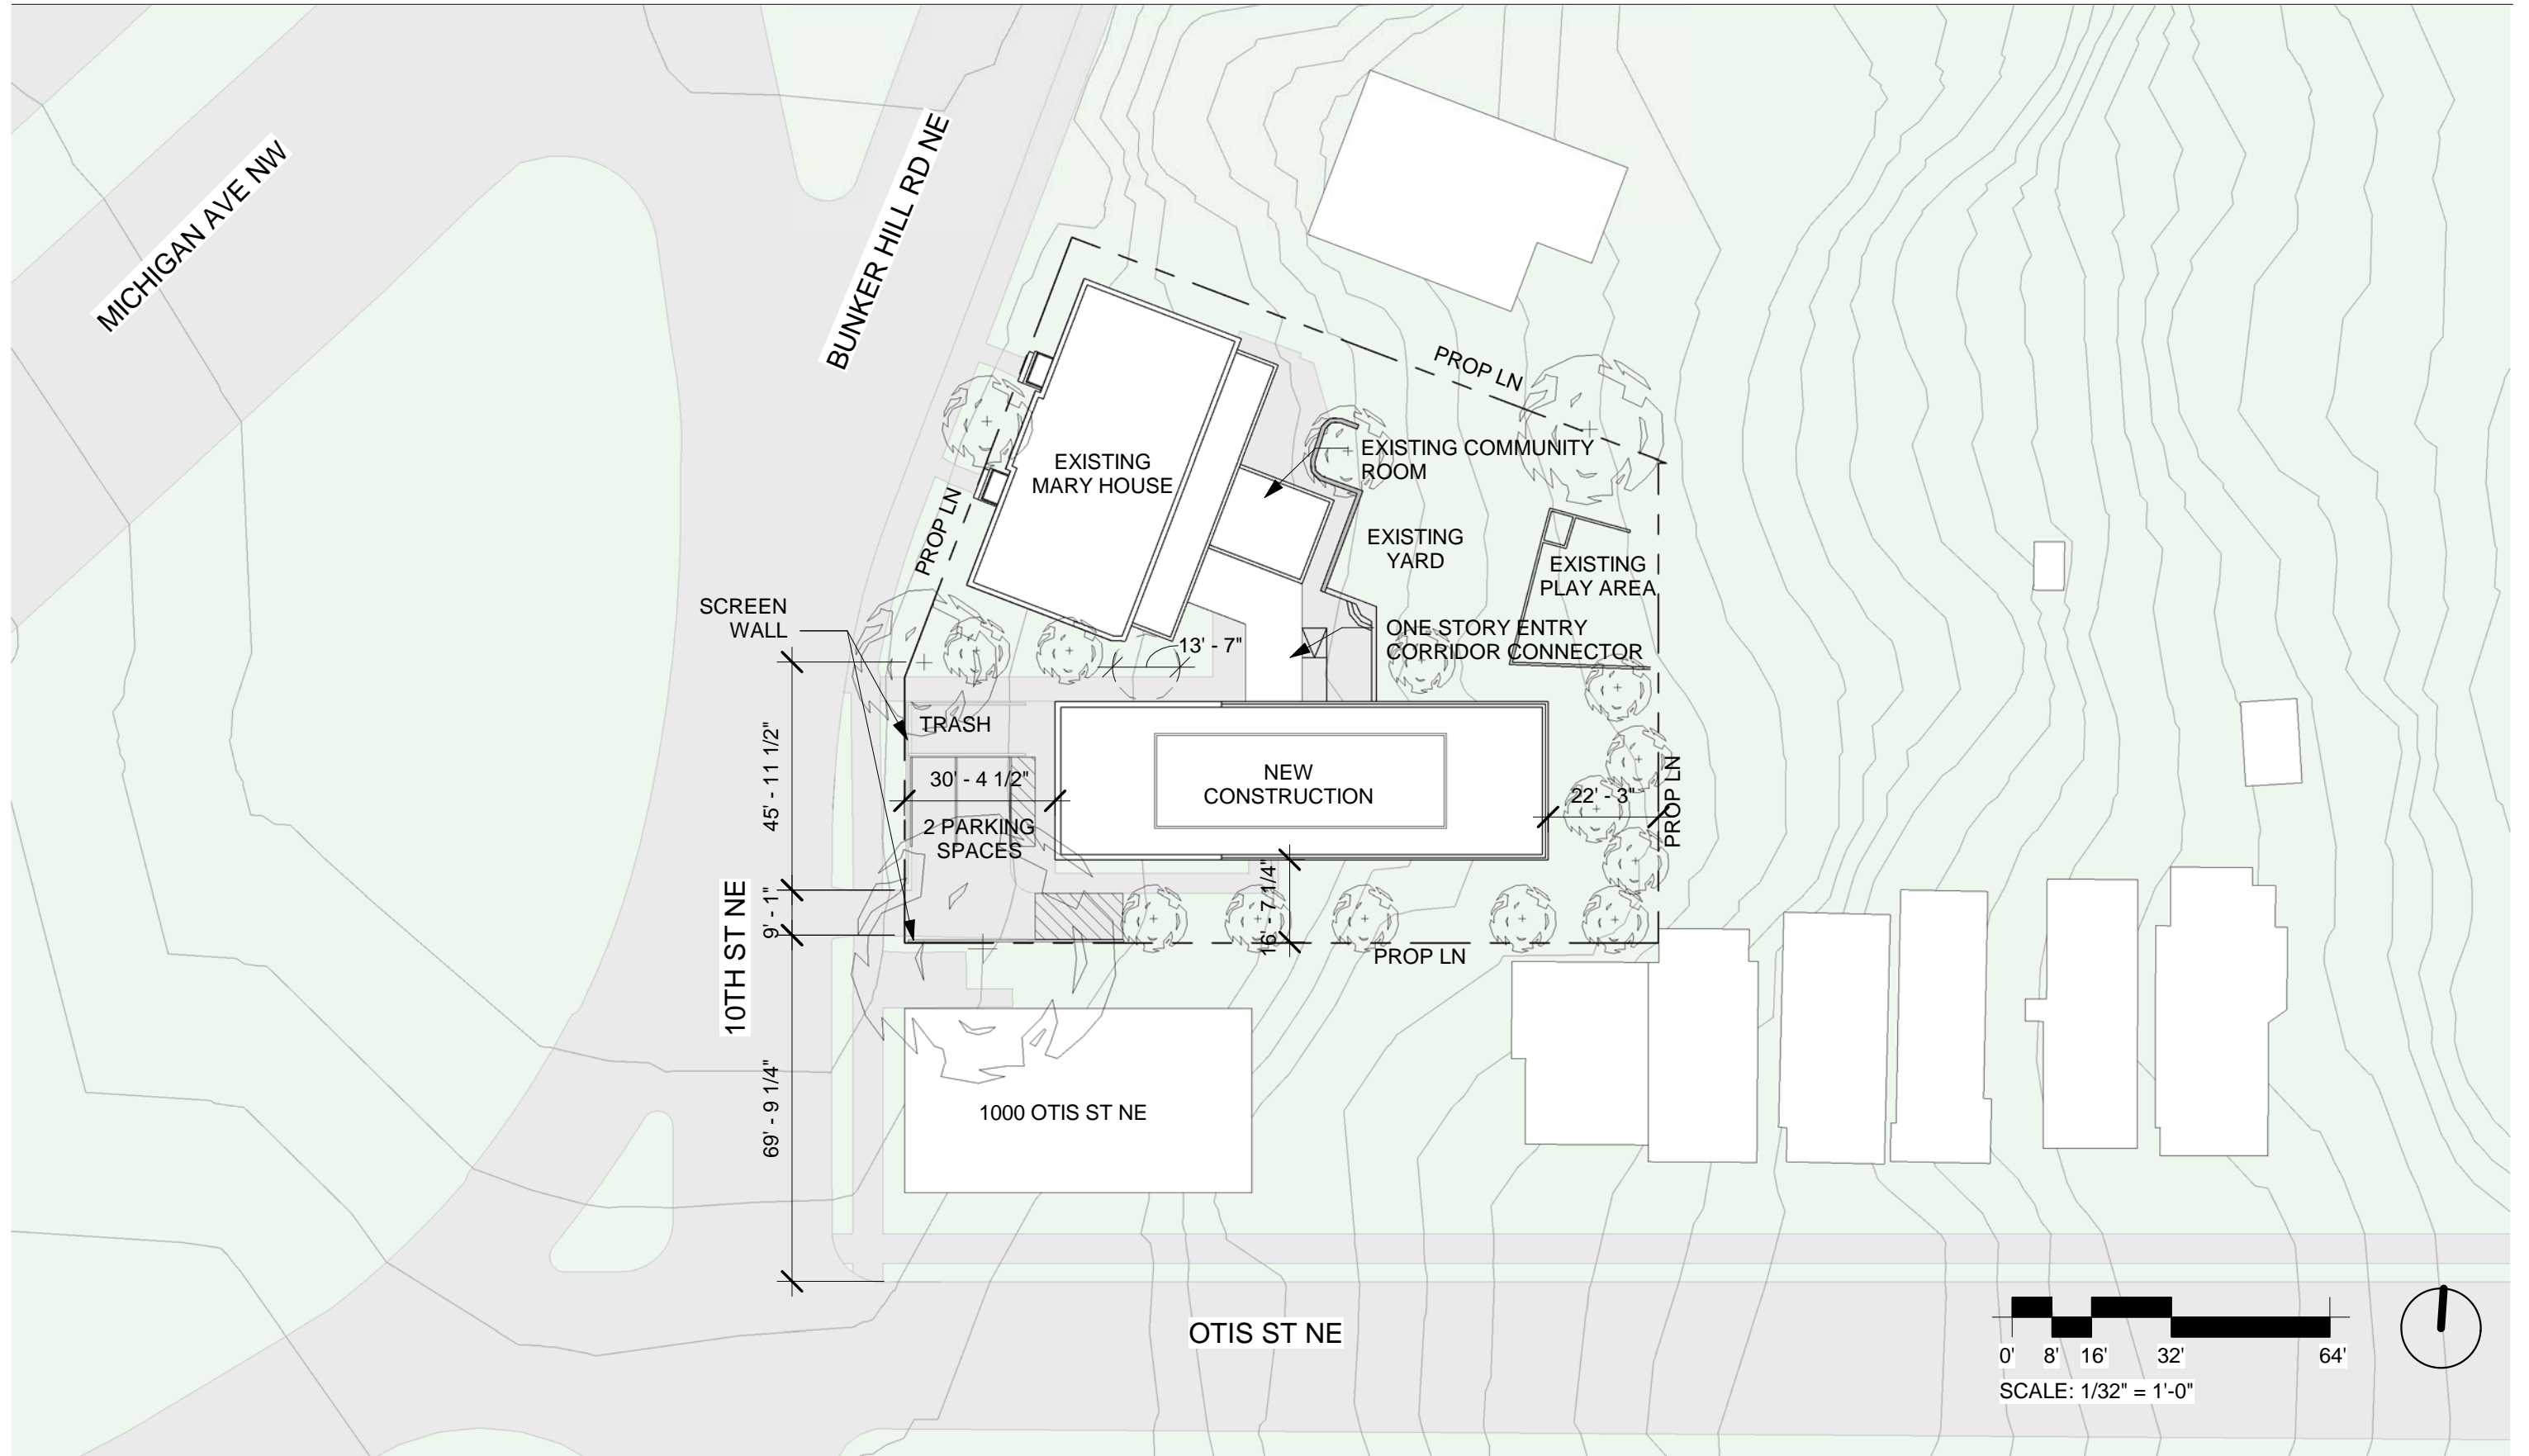 MICHIGAN AVE NW
BUNKER HILL RD NE
PROP LN
EXISTING
MARY HOUSE
EXISTING COMMUNITY
ROOM
PROP LN
EXISTING
YARD
EXISTING
PLAY AREA
SCREEN
WALL
13' - 7"
ONE STORY ENTRY
CORRIDOR CONNECTOR
TRASH
45' - 11 1/2"
30' - 4 1/2"
NEW
CONSTRUCTION
22' - 3"
PROP LN
2 PARKING
SPACES
16' - 7 1/4"
9' - 1"
10TH ST NE
PROP LN
69' - 9 1/4"
1000 OTIS ST NE
OTIS ST NE
0' 8' 16' 32' 64'
SCALE: 1/32" = 1'-0"